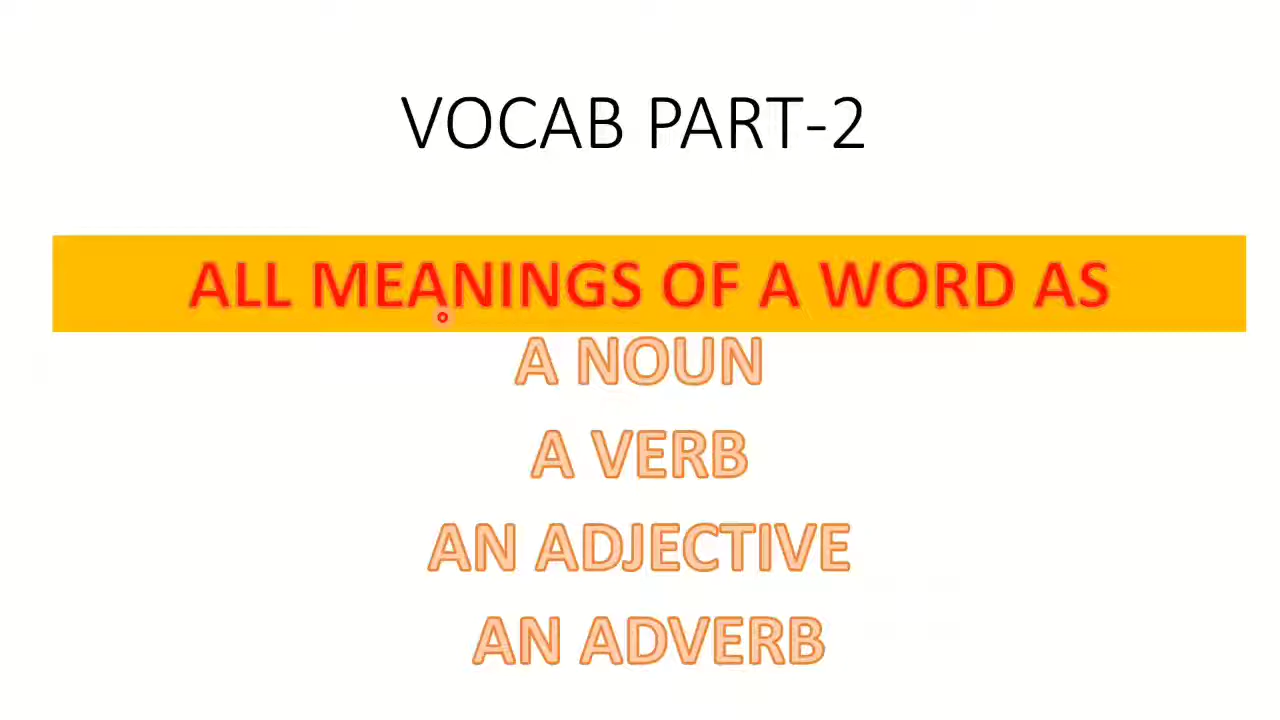 VOCAB PART-2
ALL MEANINGS OF A WORD AS
A NOUN
A VERB
AN ADJECTIVE
AN ADVERB